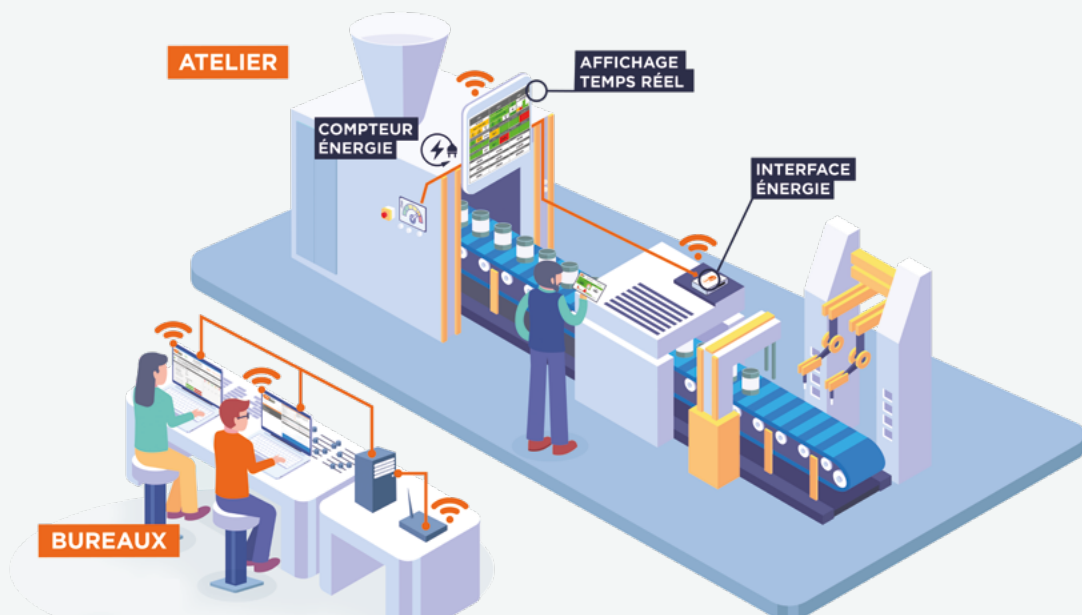 ATELIER
AFFICHAGE
TEMPS RÉEL
COMPTEUR
ÉNERGIE
INTERFACE
ÉNERGIE
BUREAUX